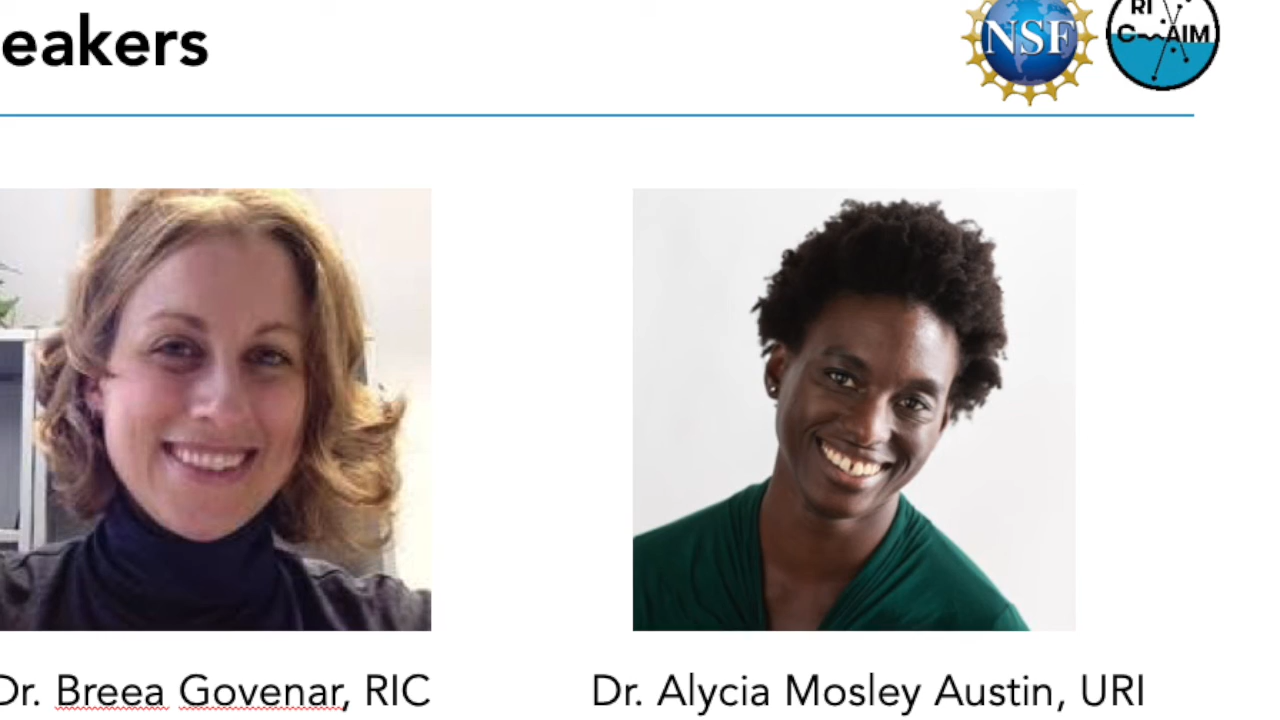 eakers
NSF
RI
C-AIM
Dr. Breea Govenar, RIC
Dr. Alycia Mosley Austin, URI